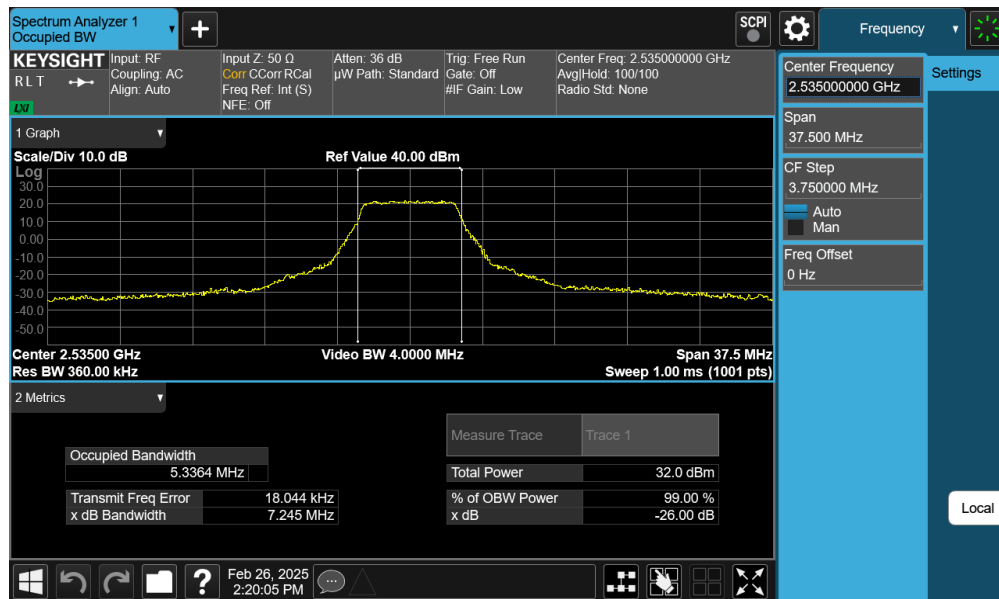 Spectrum Analyzer 1
Occupied BW
+
SCPI
Frequency
KEYSIGHT
RLT
LXI
Input: RF
Coupling: AC
Align: Auto
Input Z: 50 Ω
Corr CCorr RCal
Freq Ref: Int (S)
NFE: Off
Atten: 36 dB
µW Path: Standard
Trig: Free Run
Gate: Off
#IF Gain: Low
Center Freq: 2.535000000 GHz
Avg|Hold: 100/100
Radio Std: None
1 Graph
Scale/Div 10.0 dB
Ref Value 40.00 dBm
Log
30.0
20.0
10.0
0.00
-10.0
-20.0
-30.0
-40.0
-50.0
Center 2.53500 GHz
Video BW 4.0000 MHz
Span 37.5 MHz
Res BW 360.00 kHz
Sweep 1.00 ms (1001 pts)
2 Metrics
Measure Trace
Trace 1
Occupied Bandwidth
5.3364 MHz
Total Power
32.0 dBm
Transmit Freq Error
18.044 kHz
% of OBW Power
99.00 %
x dB Bandwidth
7.245 MHz
x dB
-26.00 dB
Center Frequency
2.535000000 GHz
Settings
Span
37.500 MHz
CF Step
3.750000 MHz
Auto
Man
Freq Offset
0 Hz
Local
?
Feb 26, 2025
2:20:05 PM